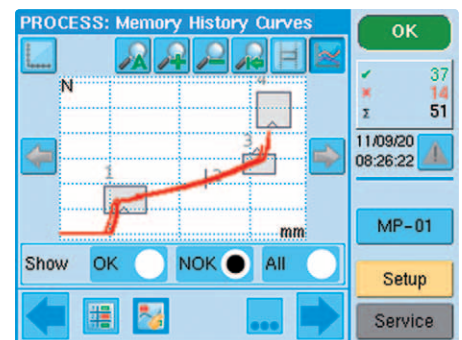 PROCESS: Memory History Curves
OK
A
N
4
3
2
1
mm
✓ 37
× 14
Σ 51
11/09/20
08:26:22
MP-01
Show OK NOK All
Setup
Service